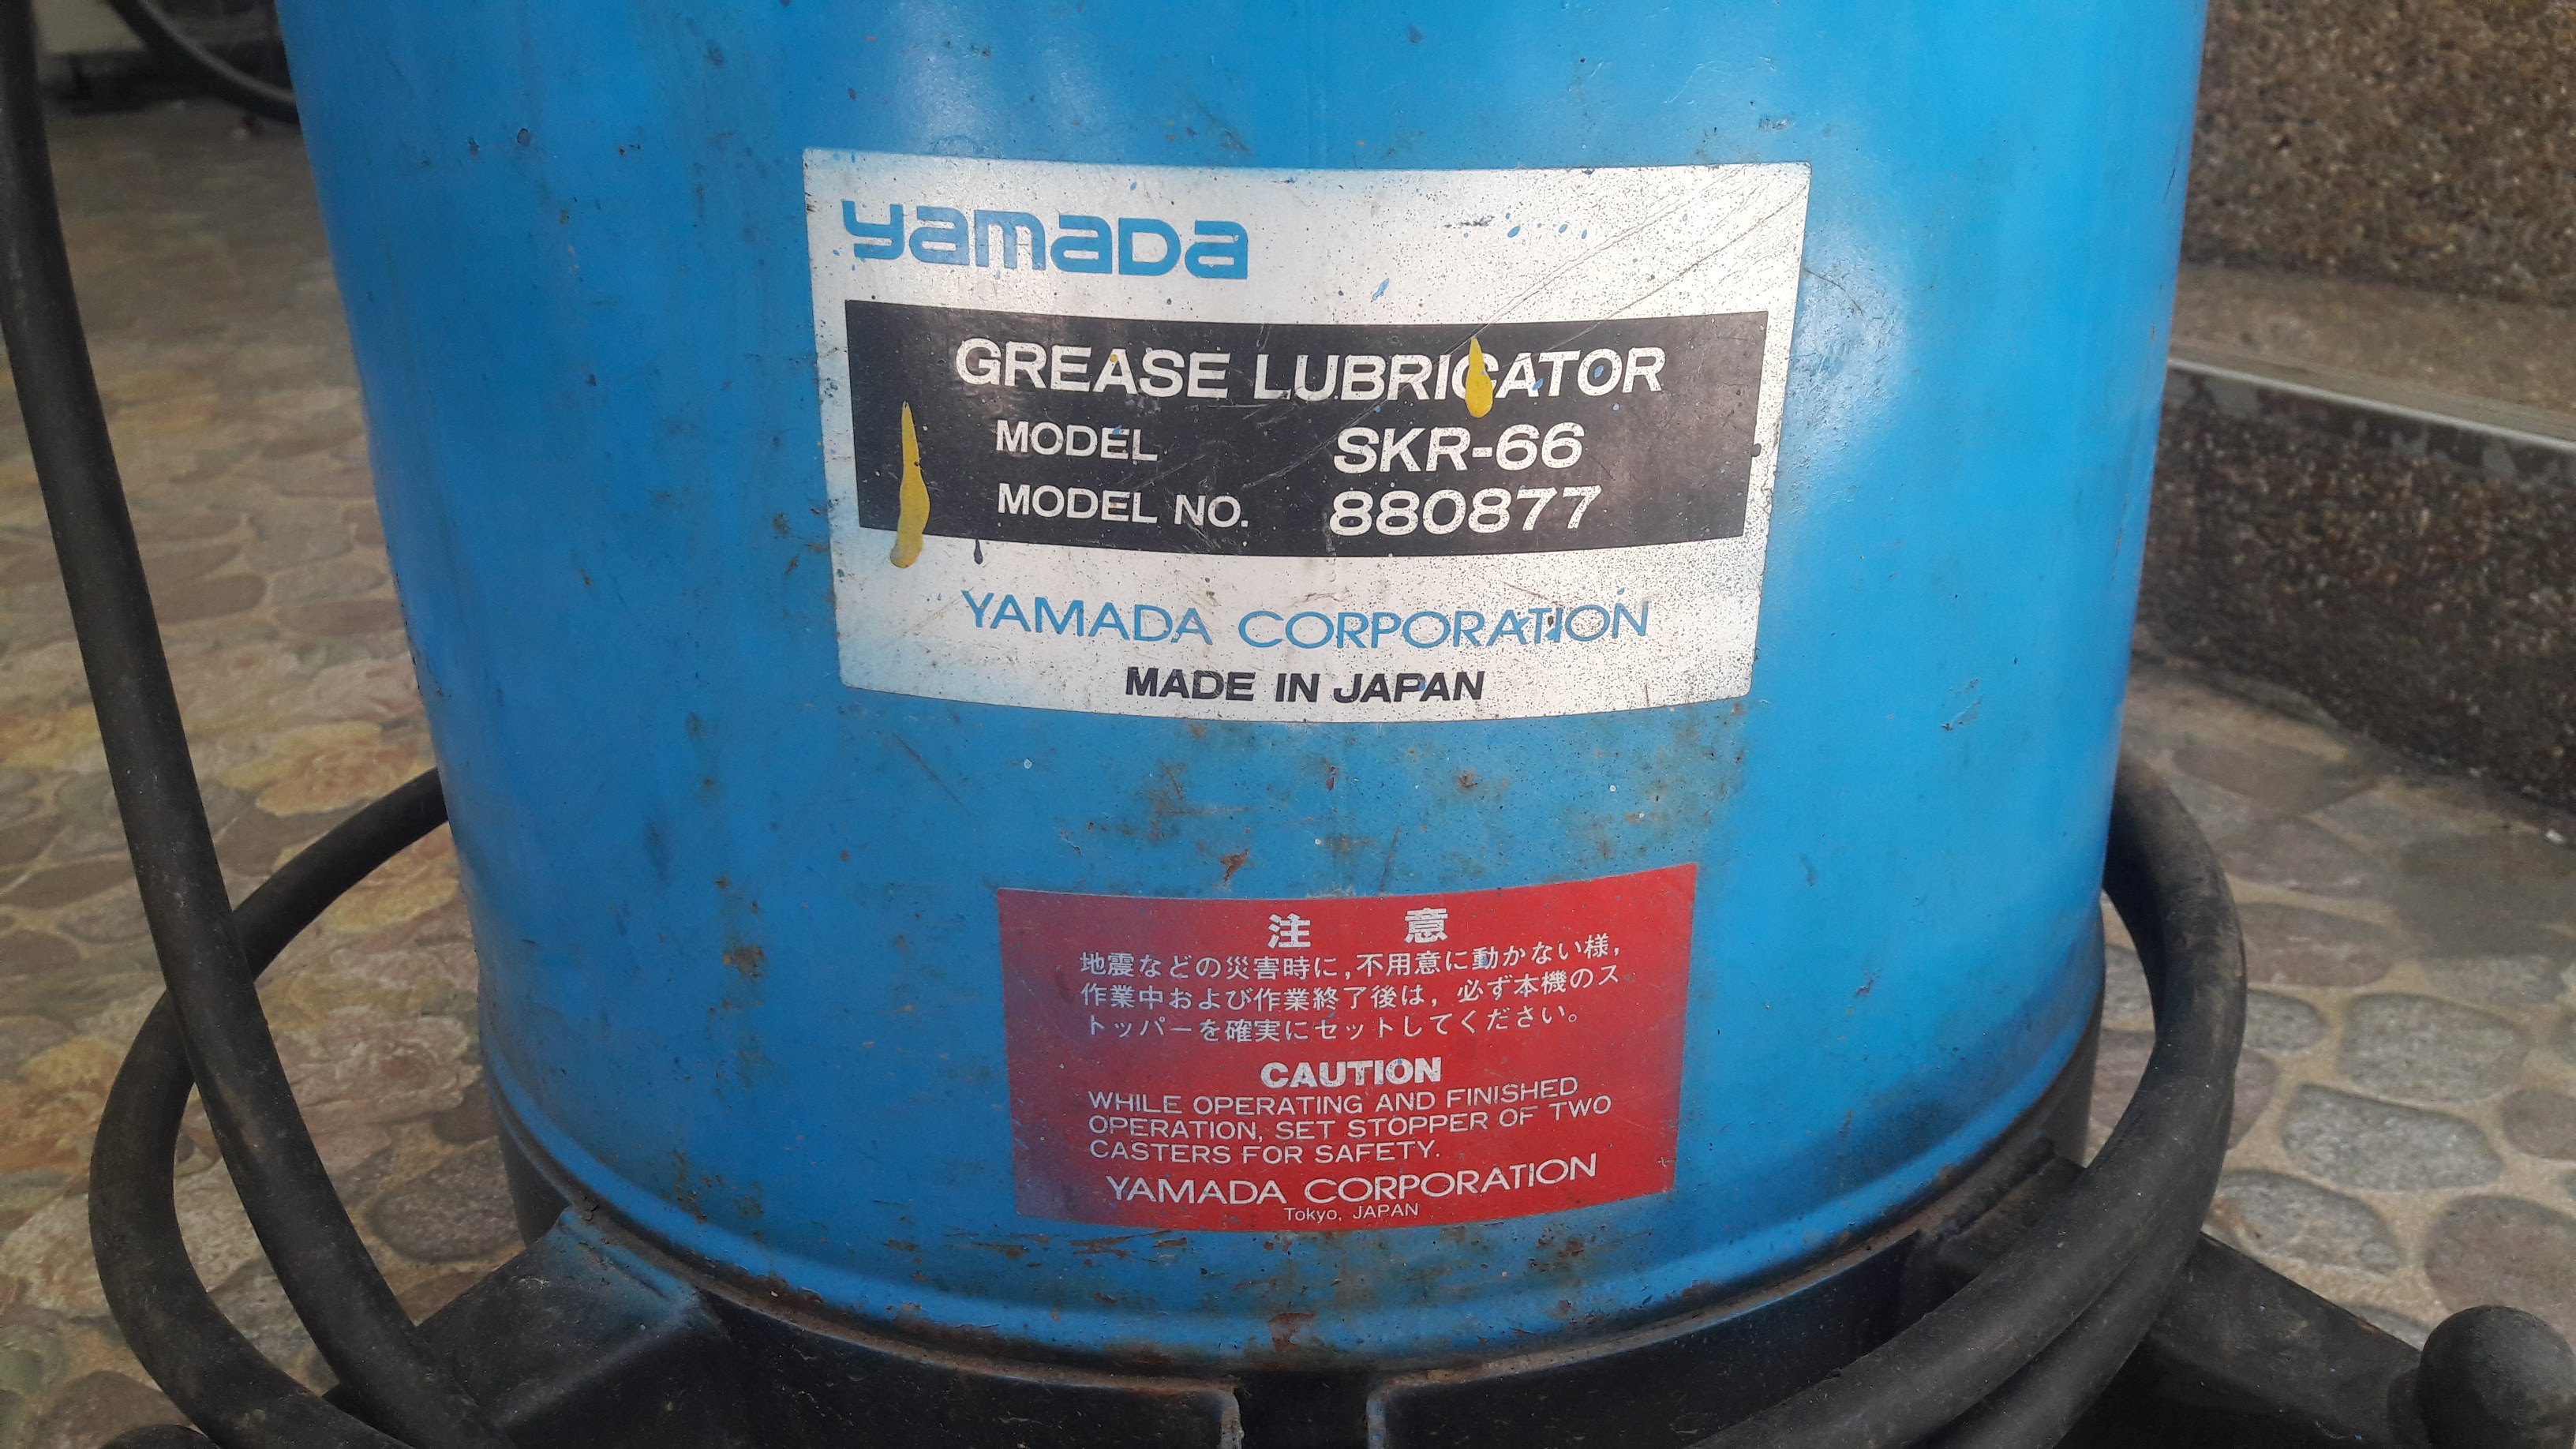 yamada
GREASE LUBRICATOR
MODEL SKR-66
MODEL NO. 880877
YAMADA CORPORATION
MADE IN JAPAN
注意
地震などの災害時に,不用意に動かない様,
作業中および作業終了後は,必ず本機のス
トッパーを確実にセットしてください。
CAUTION
WHILE OPERATING AND FINISHED
OPERATION, SET STOPPER OF TWO
CASTERS FOR SAFETY.
YAMADA CORPORATION
Tokyo, JAPAN